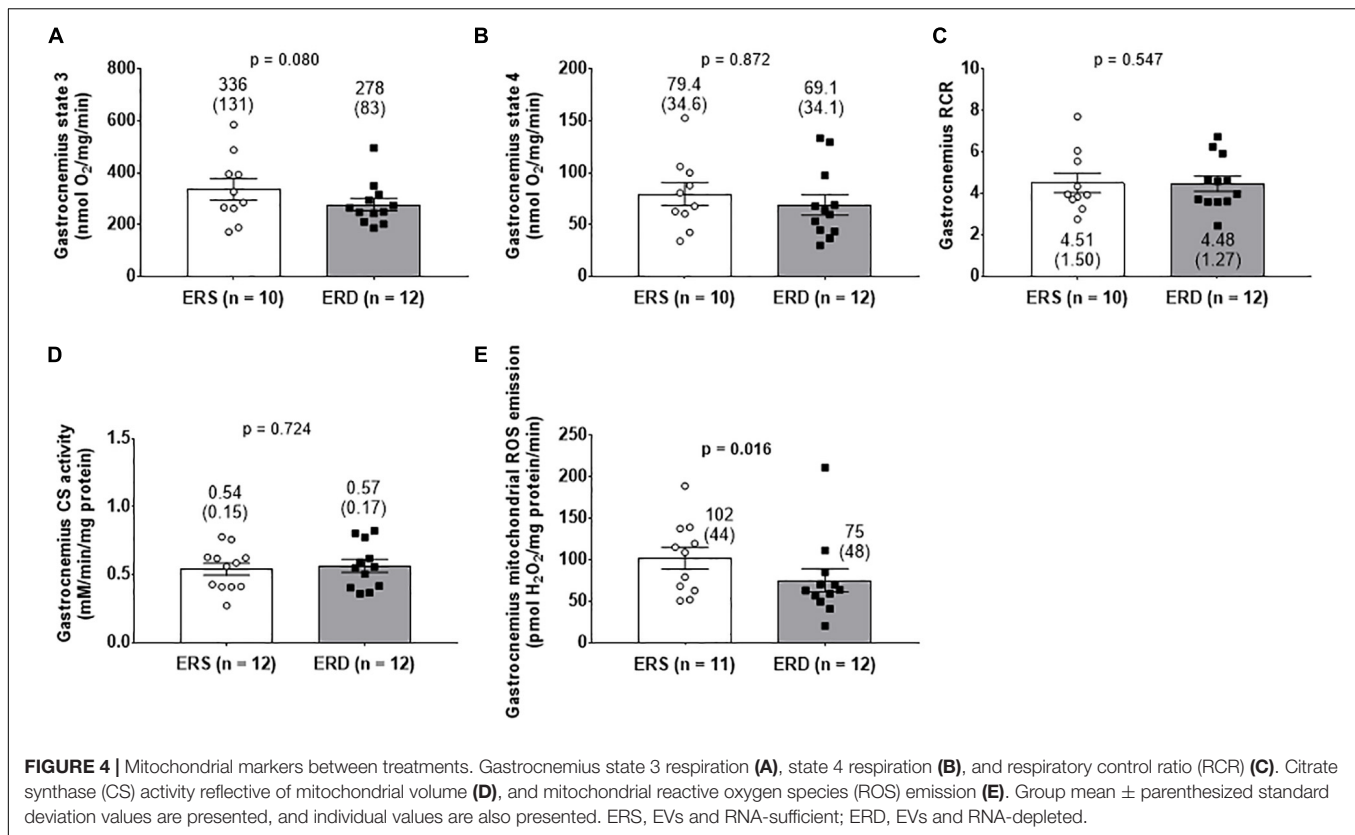 A
p = 0.080
Gastrocnemius state 3
(nmol O₂/mg/min)
800
600
400
200
0
336
(131)
278
(83)
ERS (n = 10)
ERD (n = 12)
B
p = 0.872
Gastrocnemius state 4
(nmol O₂/mg/min)
200
150
100
50
0
79.4
(34.6)
69.1
(34.1)
ERS (n = 10)
ERD (n = 12)
C
p = 0.547
Gastrocnemius RCR
10
8
6
4
2
0
4.51
(1.50)
4.48
(1.27)
ERS (n = 10)
ERD (n = 12)
D
p = 0.724
Gastrocnemius CS activity
(mM/min/mg protein)
1.5
1.0
0.5
0.0
0.54
(0.15)
0.57
(0.17)
ERS (n = 12)
ERD (n = 12)
E
p = 0.016
Gastrocnemius mitochondrial ROS emission
(pmol H₂O₂/mg protein/min)
250
200
150
100
50
0
102
(44)
75
(48)
ERS (n = 11)
ERD (n = 12)
FIGURE 4 | Mitochondrial markers between treatments. Gastrocnemius state 3 respiration (A), state 4 respiration (B), and respiratory control ratio (RCR) (C). Citrate
synthase (CS) activity reflective of mitochondrial volume (D), and mitochondrial reactive oxygen species (ROS) emission (E). Group mean ± parenthesized standard
deviation values are presented, and individual values are also presented. ERS, EVs and RNA-sufficient; ERD, EVs and RNA-depleted.